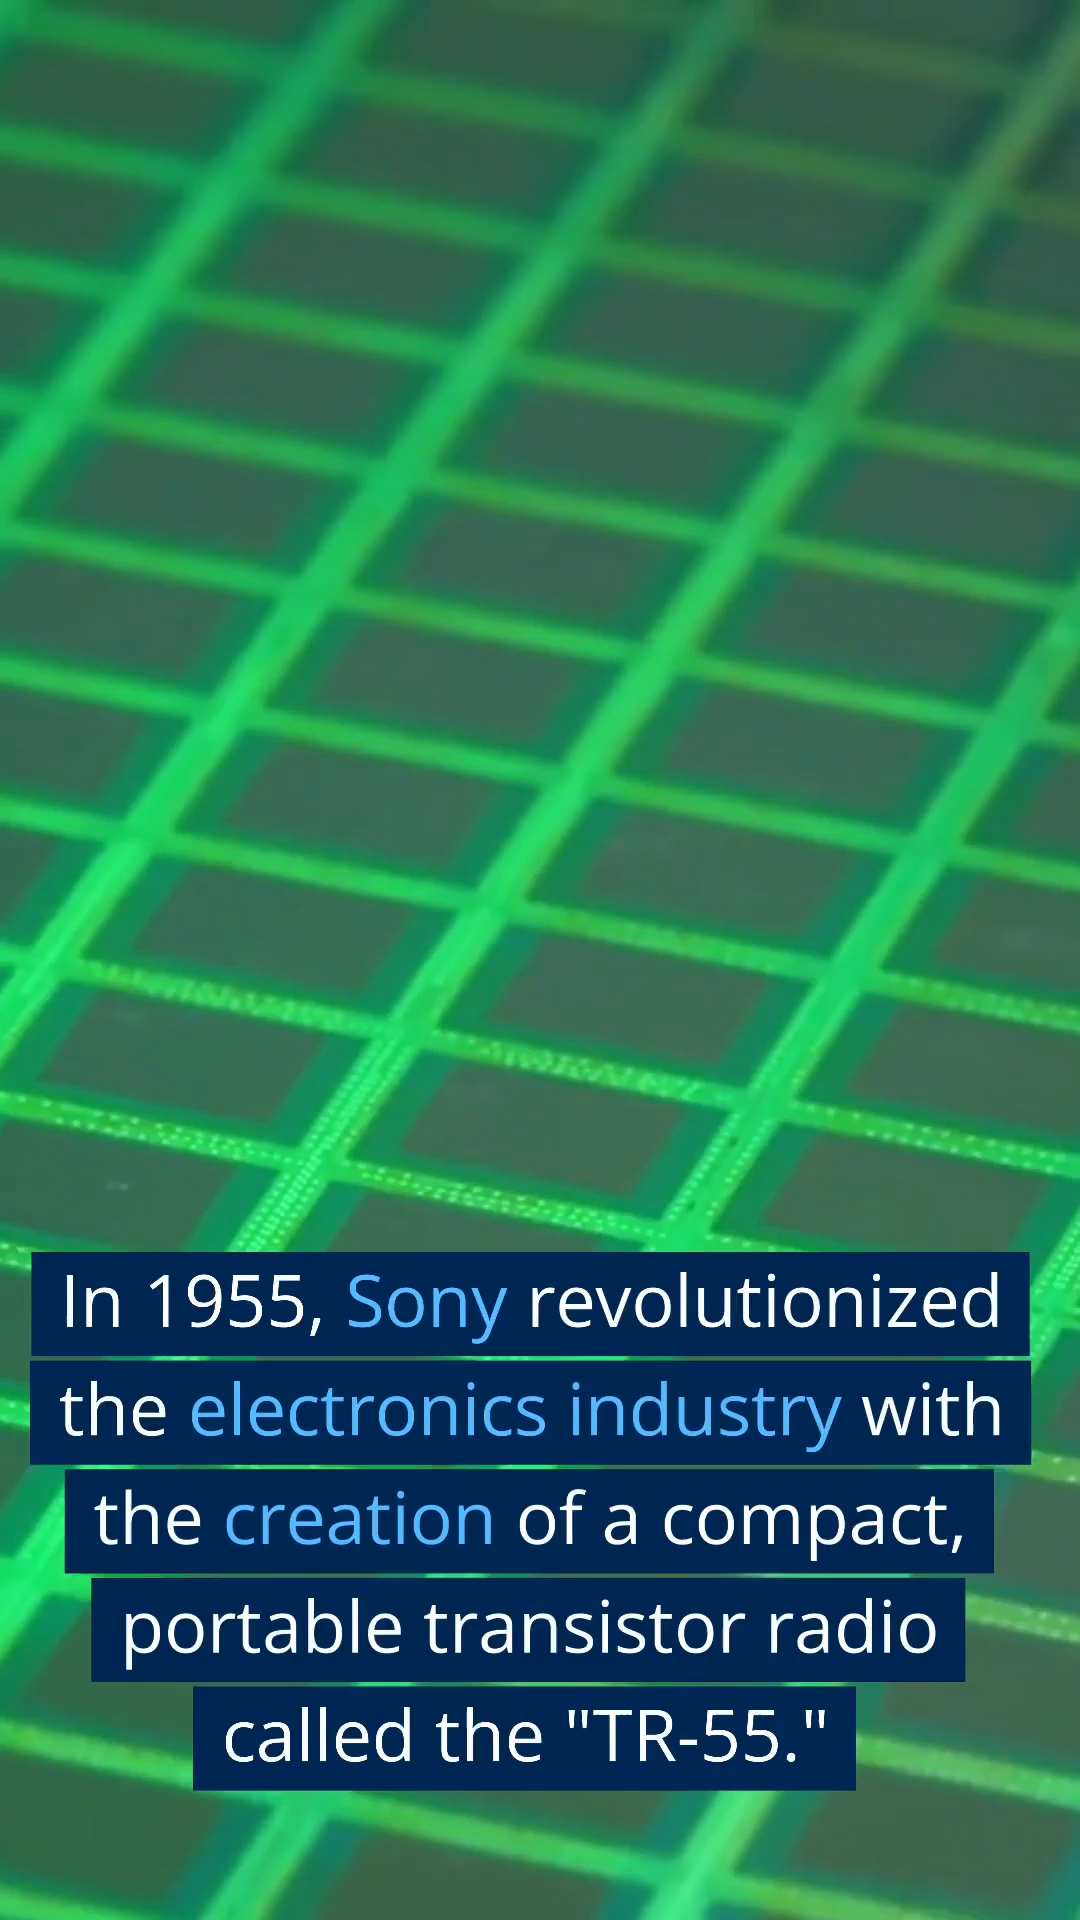 In 1955, Sony revolutionized
the electronics industry with
the creation of a compact,
portable transistor radio
called the "TR-55."